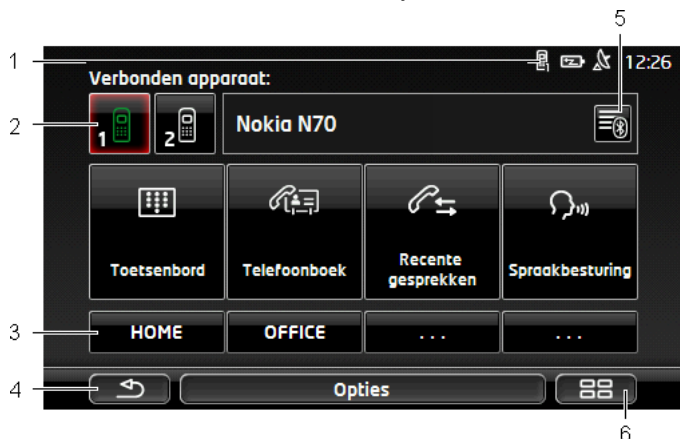 5
1
12:26
Verbonden apparaat:
2
1
2
Nokia N70
Toetsenbord
Telefoonboek
Recente
gesprekken
Spraakbesturing
3
HOME
OFFICE
...
...
4
Opties
6